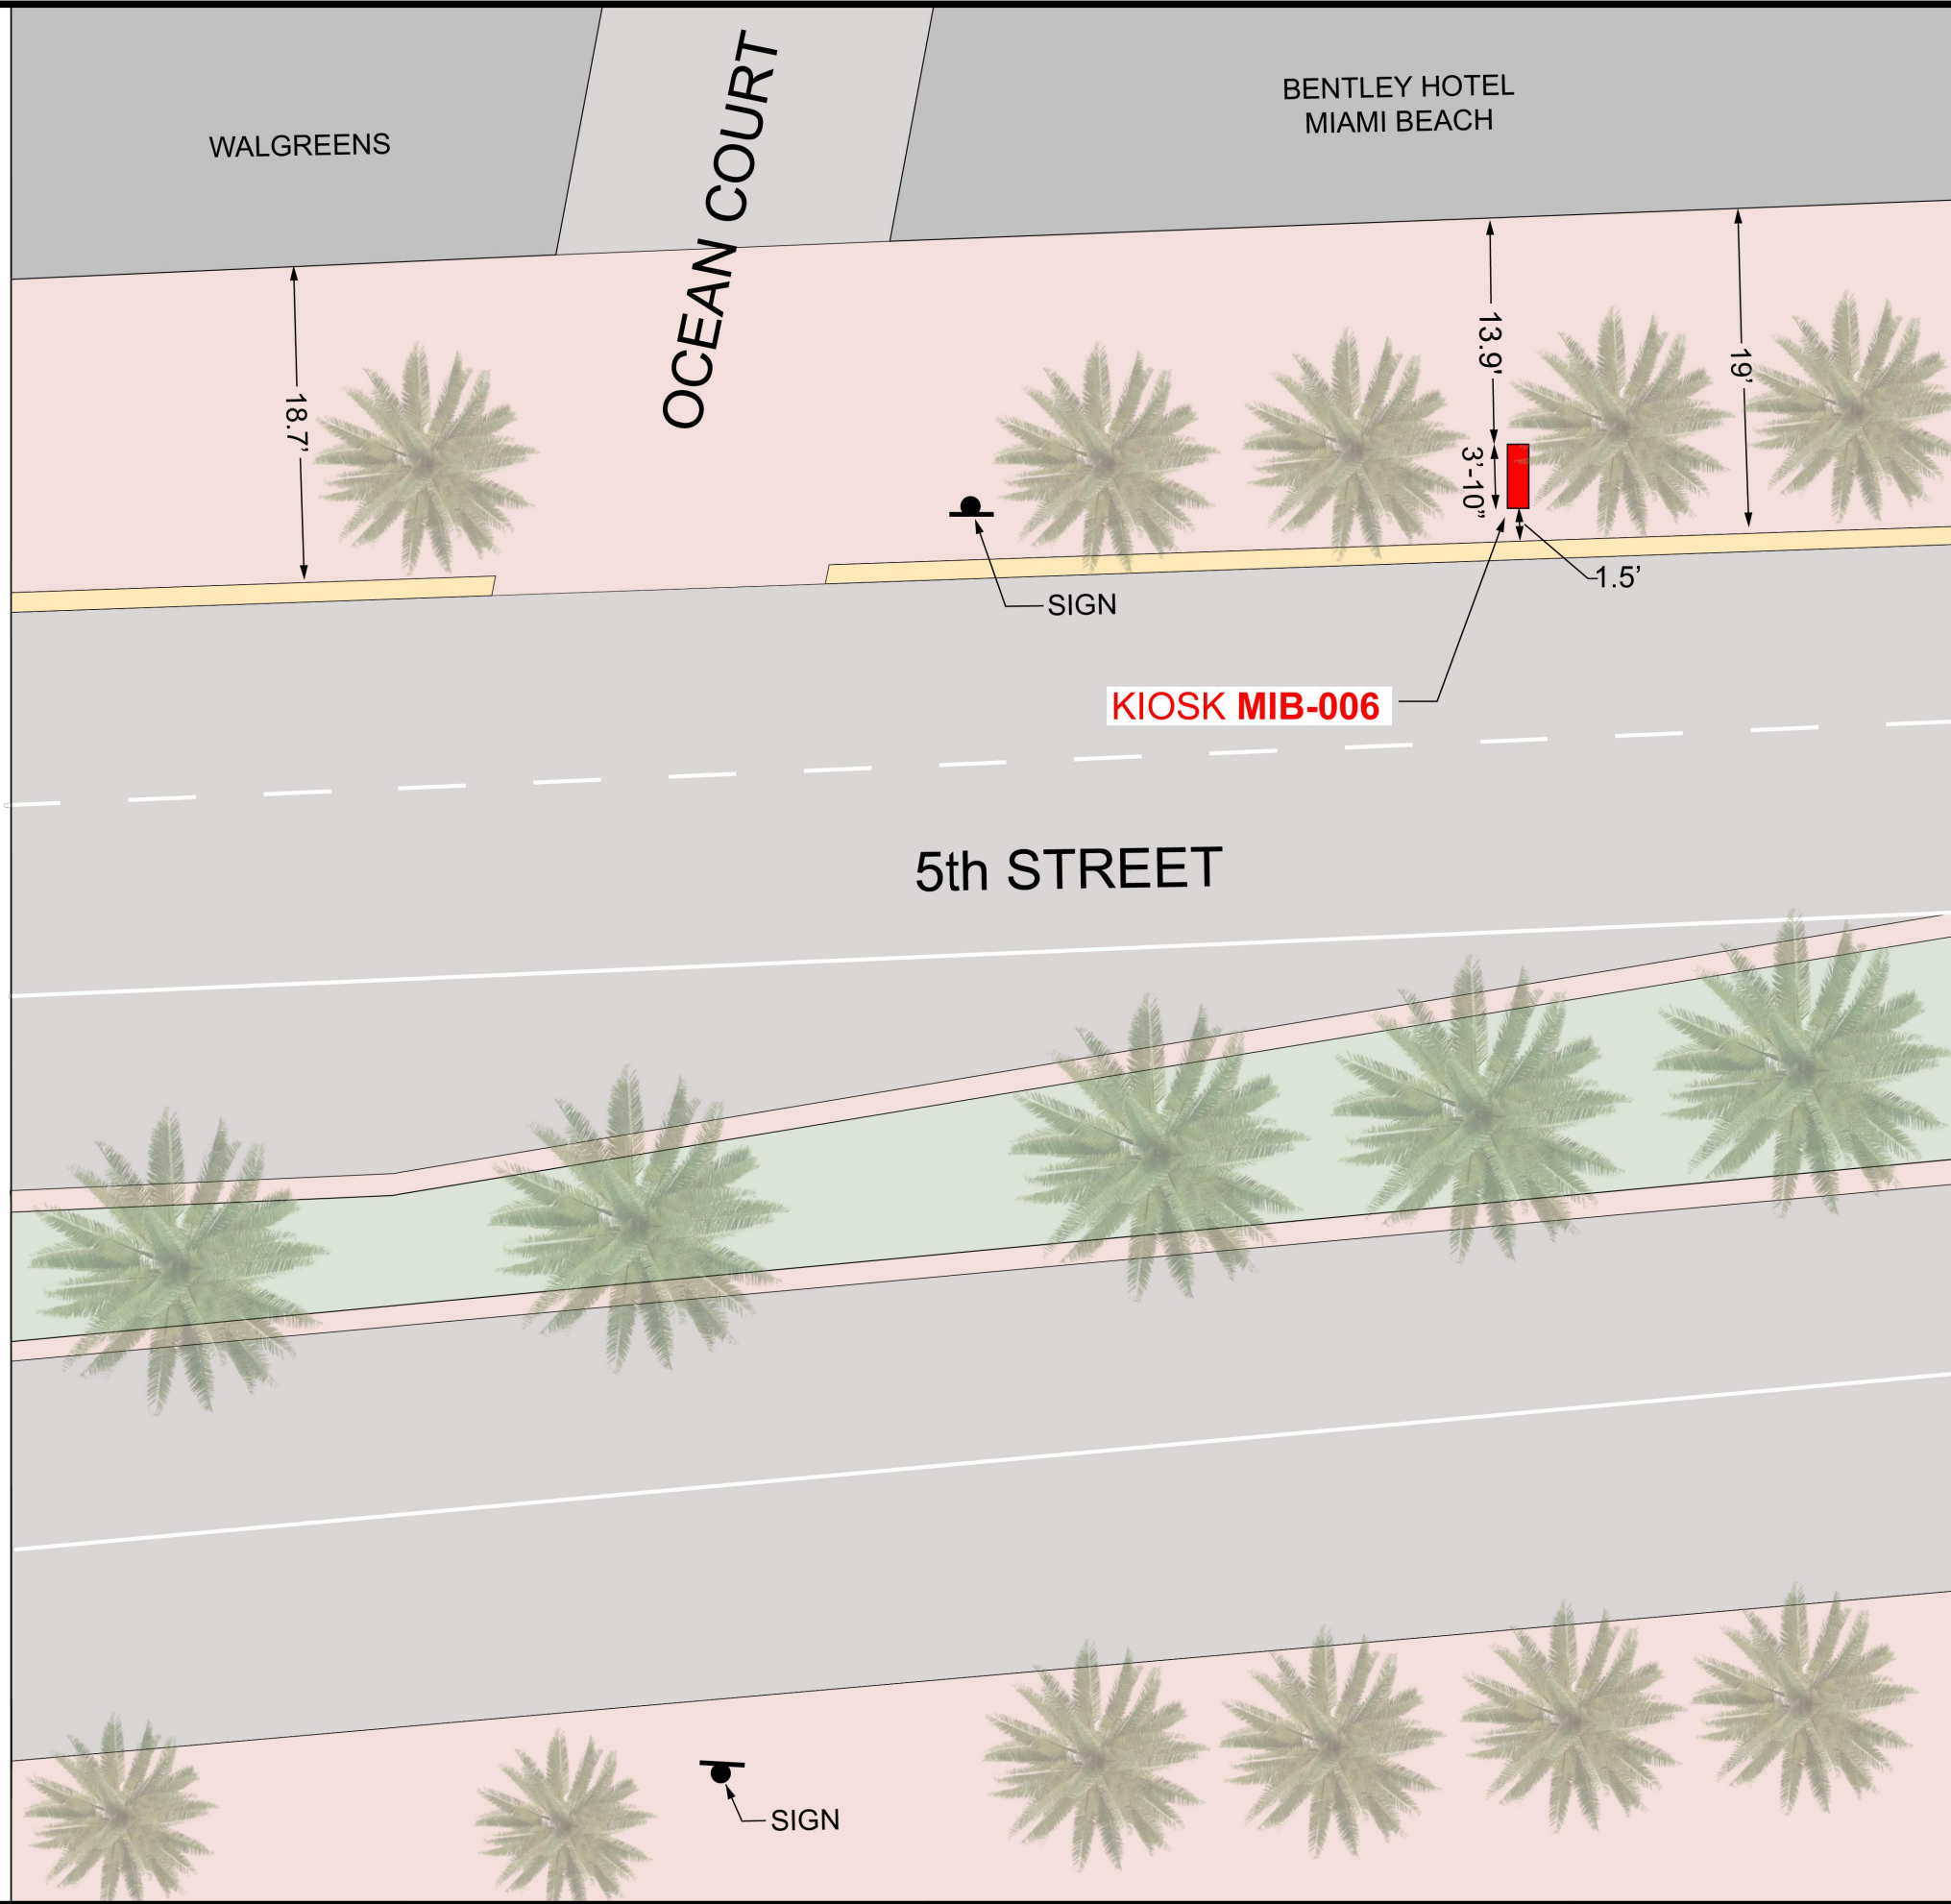 WALGREENS
OCEAN COURT
BENTLEY HOTEL
MIAMI BEACH
18.7'
13.9'
19'
3'-10”
1.5’
SIGN
KIOSK MIB-006
5th STREET
SIGN